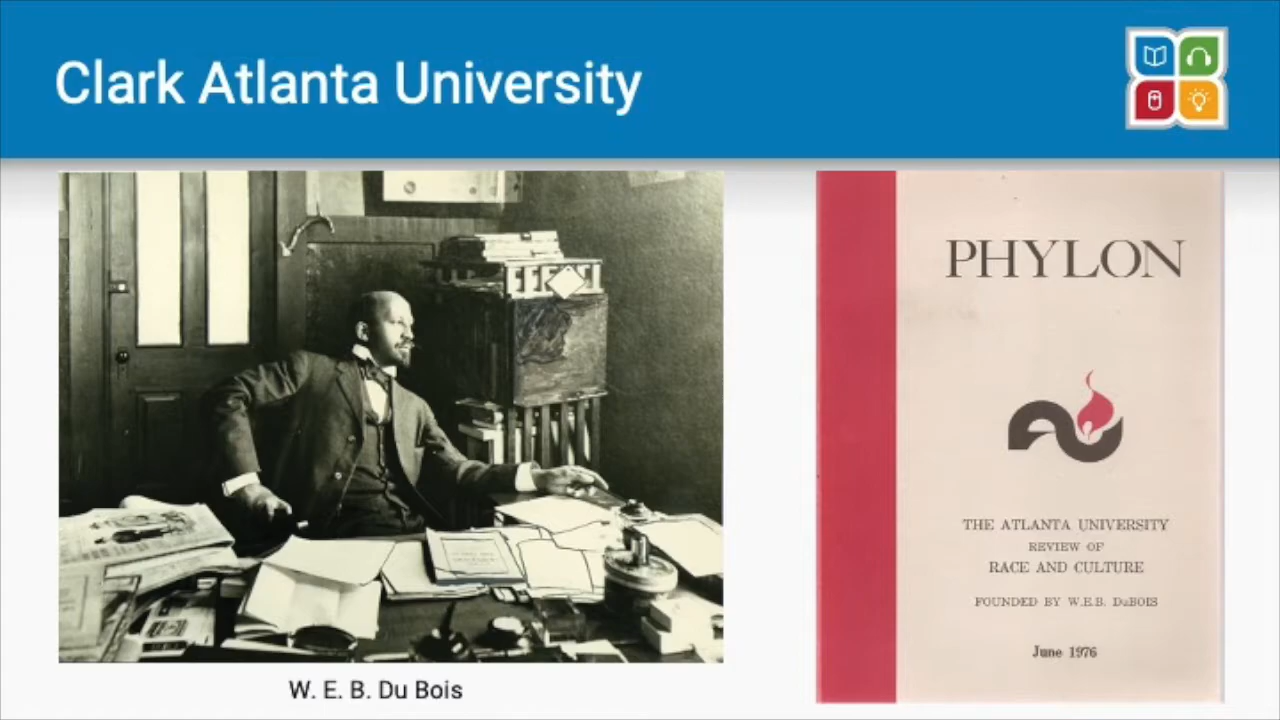 Clark Atlanta University
W. E. B. Du Bois
PHYLON
THE ATLANTA UNIVERSITY
REVIEW OF
RACE AND CULTURE
FOUNDED BY W.E.B. DuBOIS
June 1976